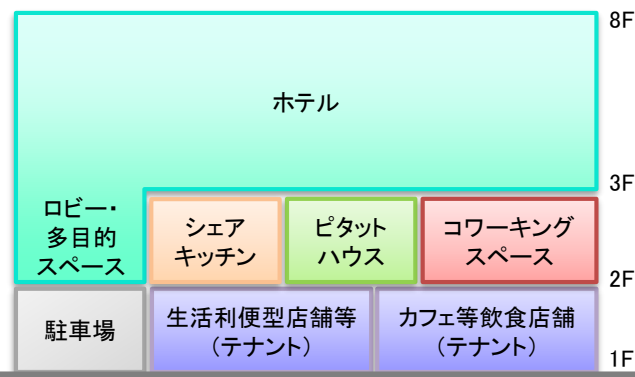 8F
ホテル
3F
ロビー・
多目的
スペース
シェア
キッチン
ピタット
ハウス
コワーキング
スペース
2F
駐車場
生活利便型店舗等
（テナント）
カフェ等飲食店舗
（テナント）
1F